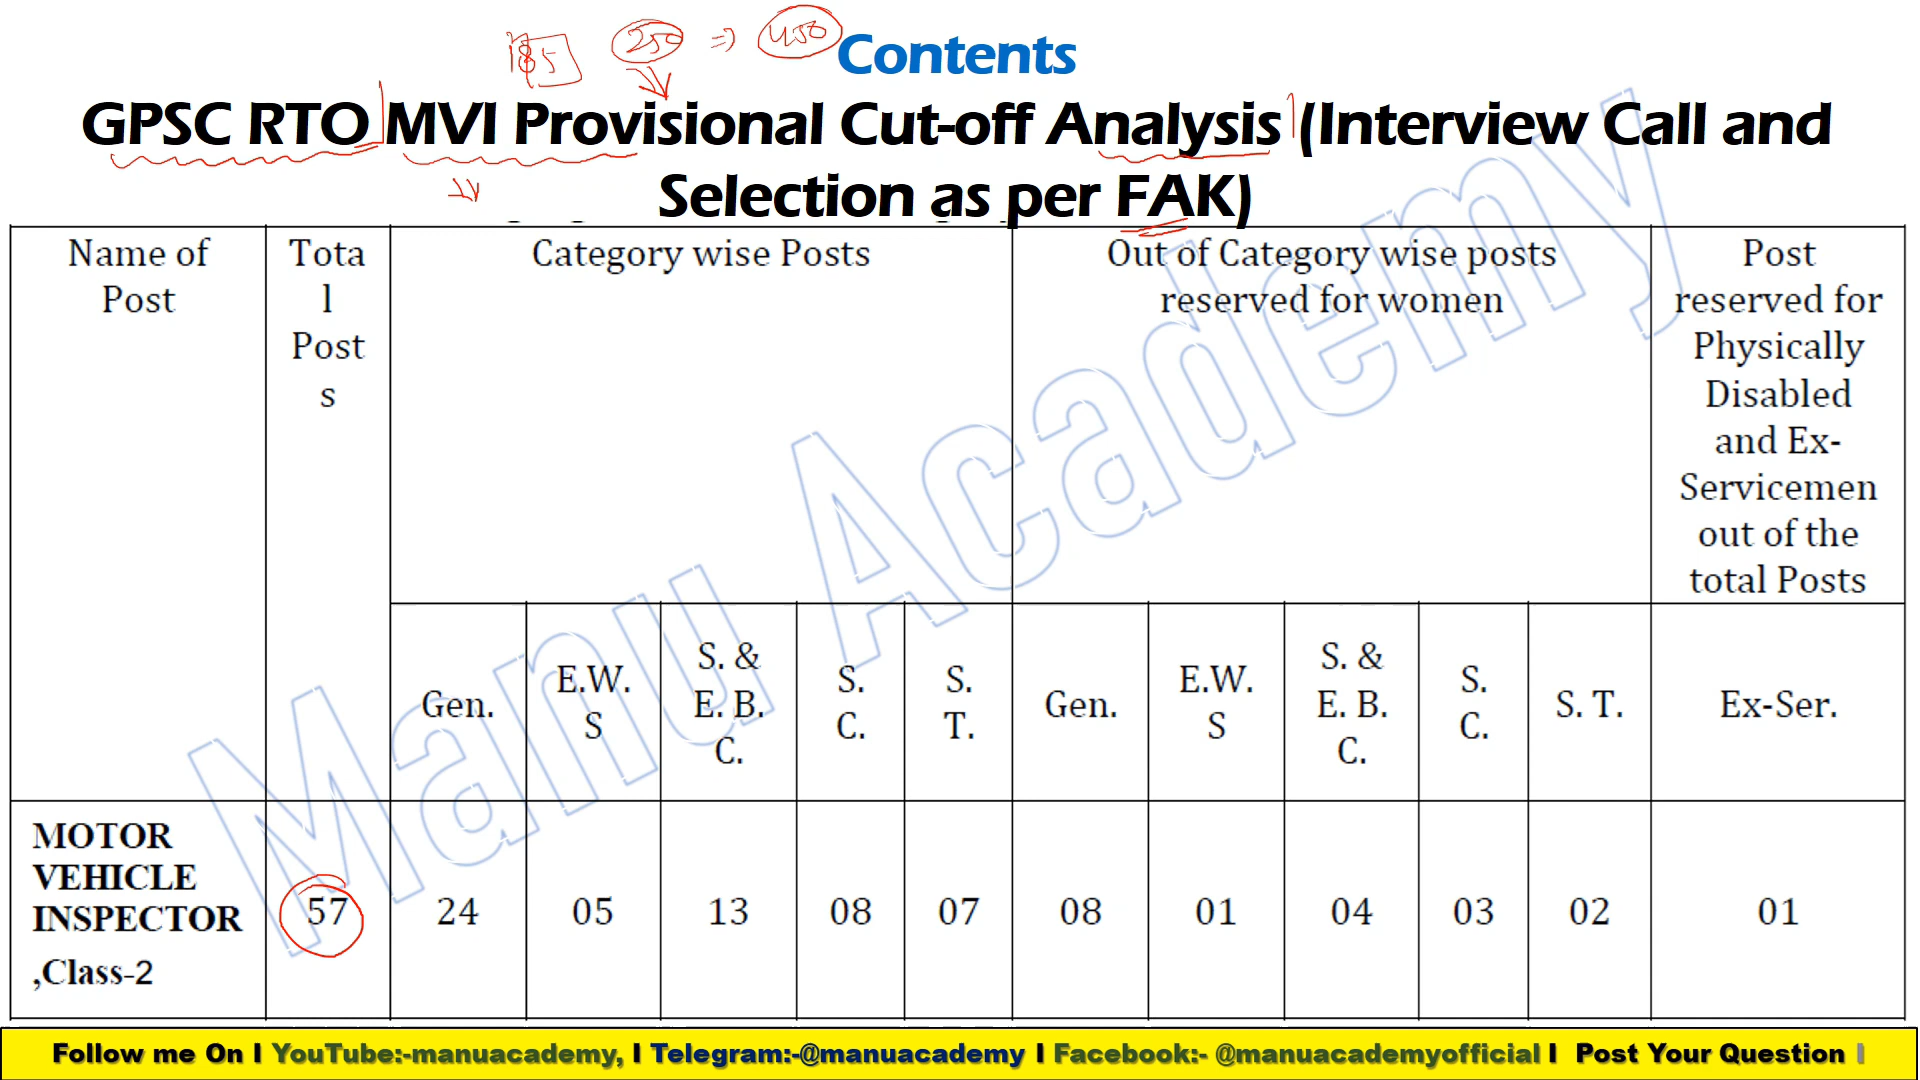 185 250 => 450
Contents
GPSC RTO MVI Provisional Cut-off Analysis (Interview Call and
Selection as per FAK)
Name of
Post
Tota
l
Post
s
Category wise Posts
Out of Category wise posts
reserved for women
Post
reserved for
Physically
Disabled
and Ex-
Servicemen
out of the
total Posts
Gen.
E.W.
S
S. &
E. B.
C.
S.
C.
S.
T.
Gen.
E.W.
S
S. &
E. B.
C.
S.
C.
S. T.
Ex-Ser.
MOTOR
VEHICLE
INSPECTOR
,Class-2
57
24
05
13
08
07
08
01
04
03
02
01
Manu Academy
Follow me On I YouTube:-manuacademy, I Telegram:-@manuacademy I Facebook:- @manuacademyofficial I Post Your Question I